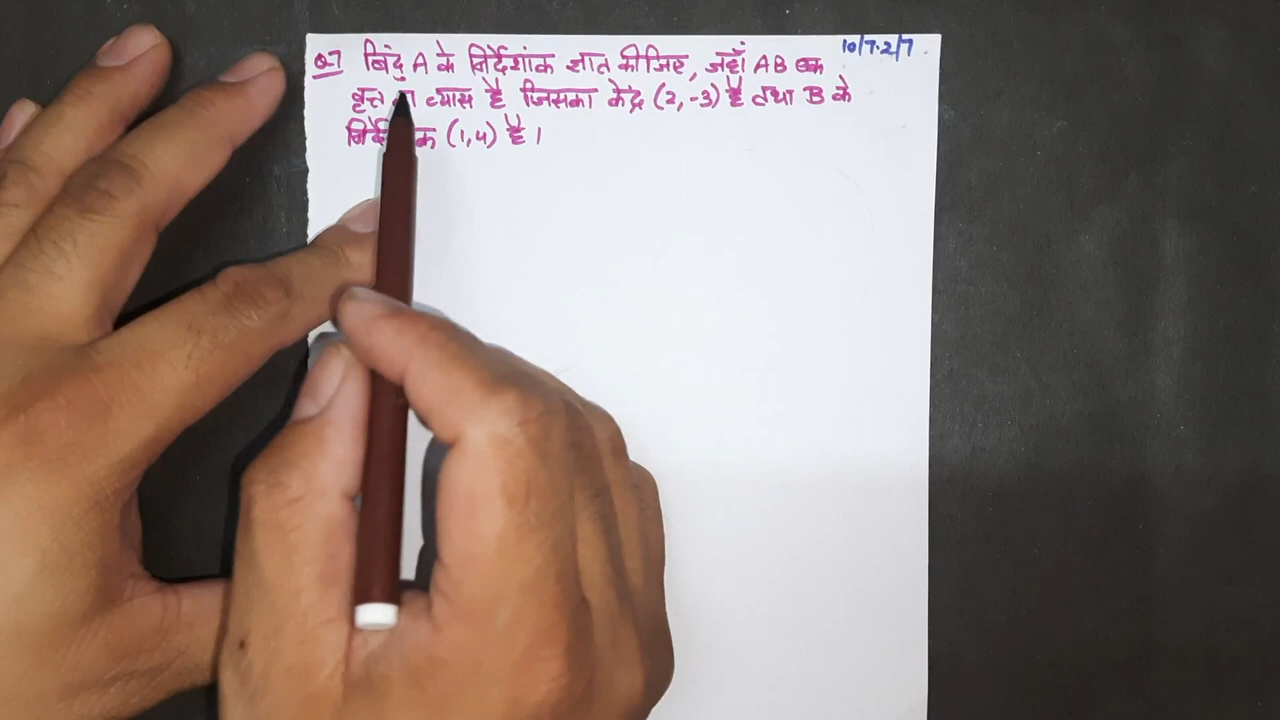 Q7 बिंदु A के निर्देशांक ज्ञात कीजिए, जहाँ AB एक
वृत्त का व्यास है जिसका केंद्र (2,-3) है तथा B के
(1,4) है।
10/7.2/7